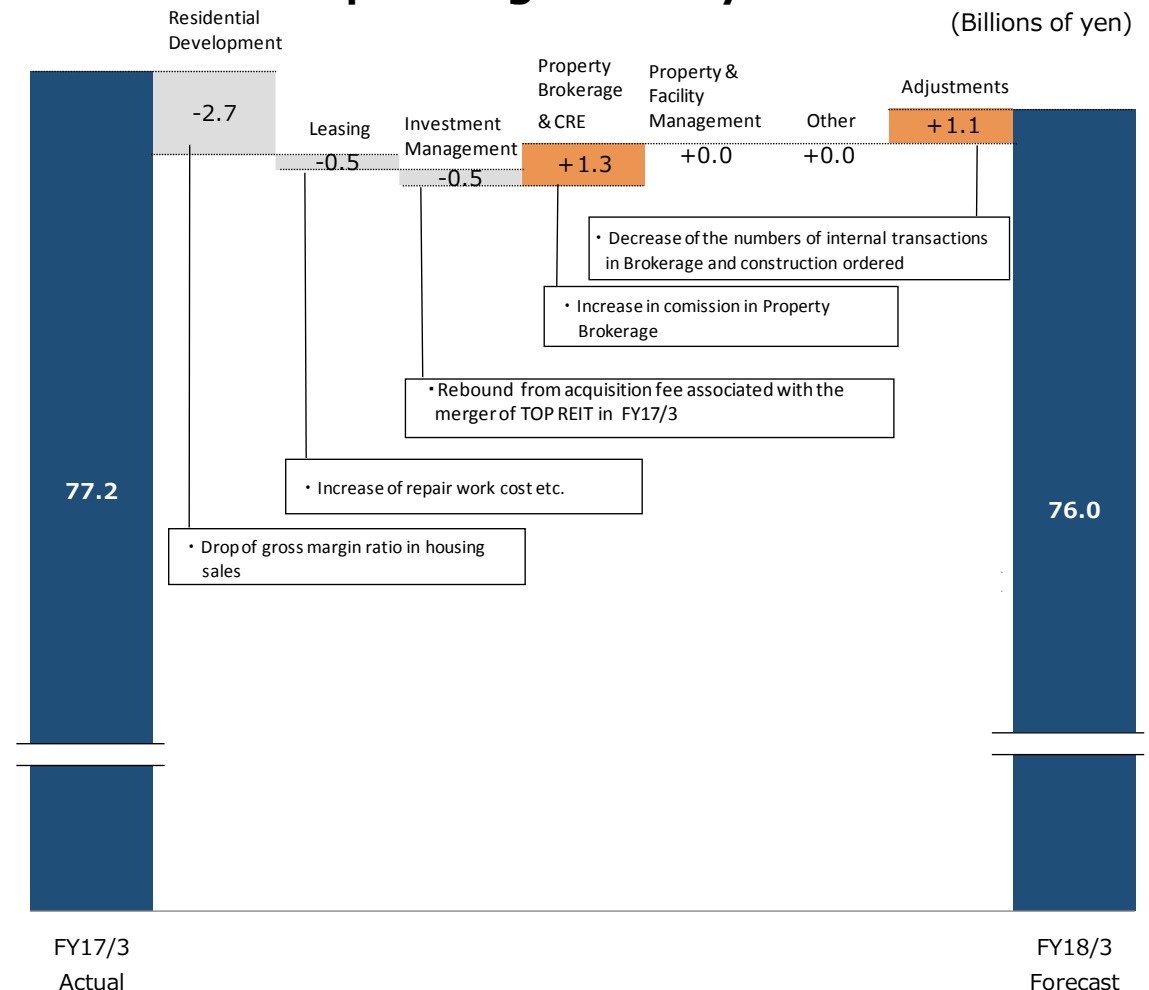 (Billions of yen)
Residential
Development
-2.7
Leasing
-0.5
Investment
Management
-0.5
Property
Brokerage
& CRE
+1.3
Property &
Facility
Management
+0.0
Other
+0.0
Adjustments
+1.1
・Decrease of the numbers of internal transactions
in Brokerage and construction ordered
・Increase in comission in Property
Brokerage
・Rebound from acquisition fee associated with the
merger of TOP REIT in FY17/3
・Increase of repair work cost etc.
・Drop of gross margin ratio in housing
sales
77.2
76.0
FY17/3
Actual
FY18/3
Forecast